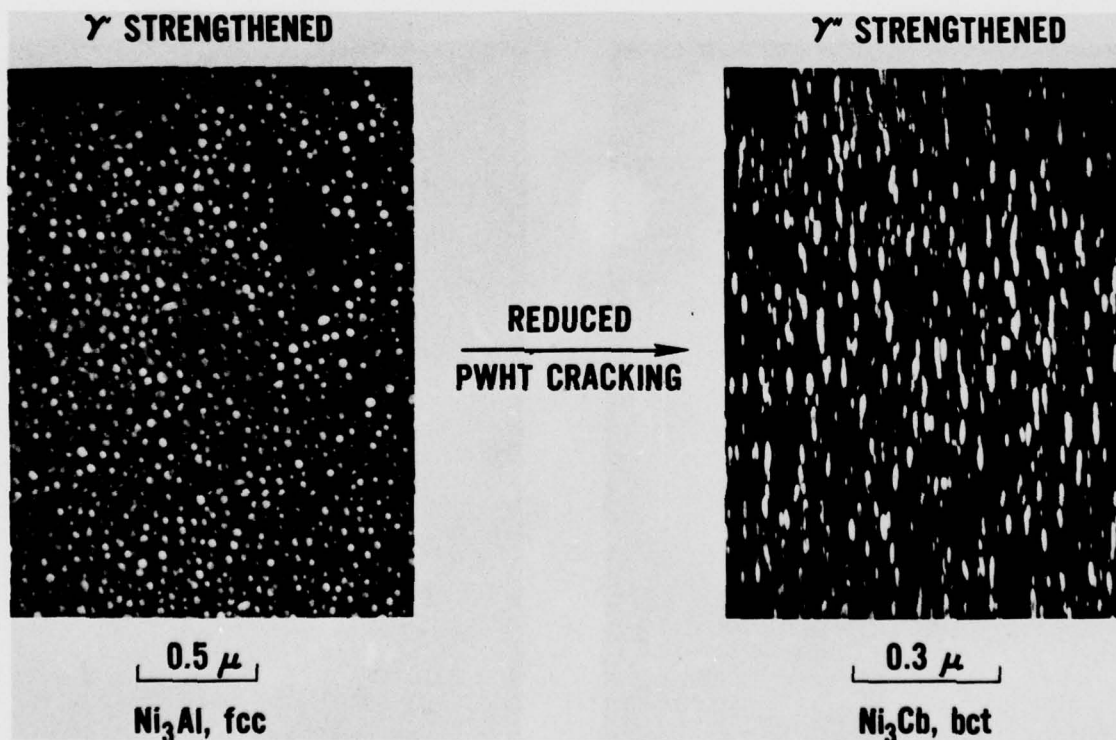 γ′ STRENGTHENED
γ″ STRENGTHENED
REDUCED
PWHT CRACKING
0.5 μ
0.3 μ
Ni₃Al, fcc
Ni₃Cb, bct